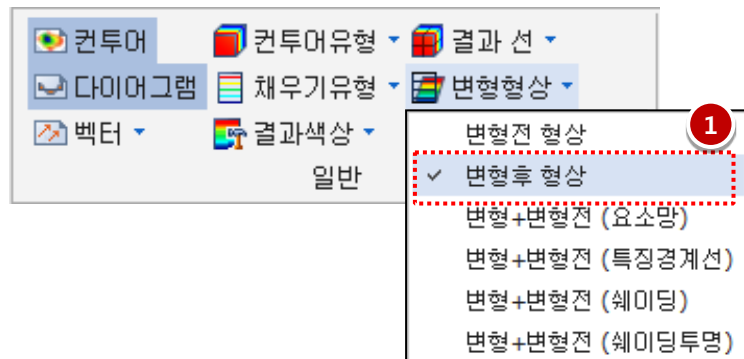 컨투어 컨투어유형 결과 선
다이어그램 채우기유형 변형형상
벡터 결과색상
일반
1
변형전 형상
변형후 형상
변형+변형전 (요소망)
변형+변형전 (특징경계선)
변형+변형전 (쉐이딩)
변형+변형전 (쉐이딩투명)